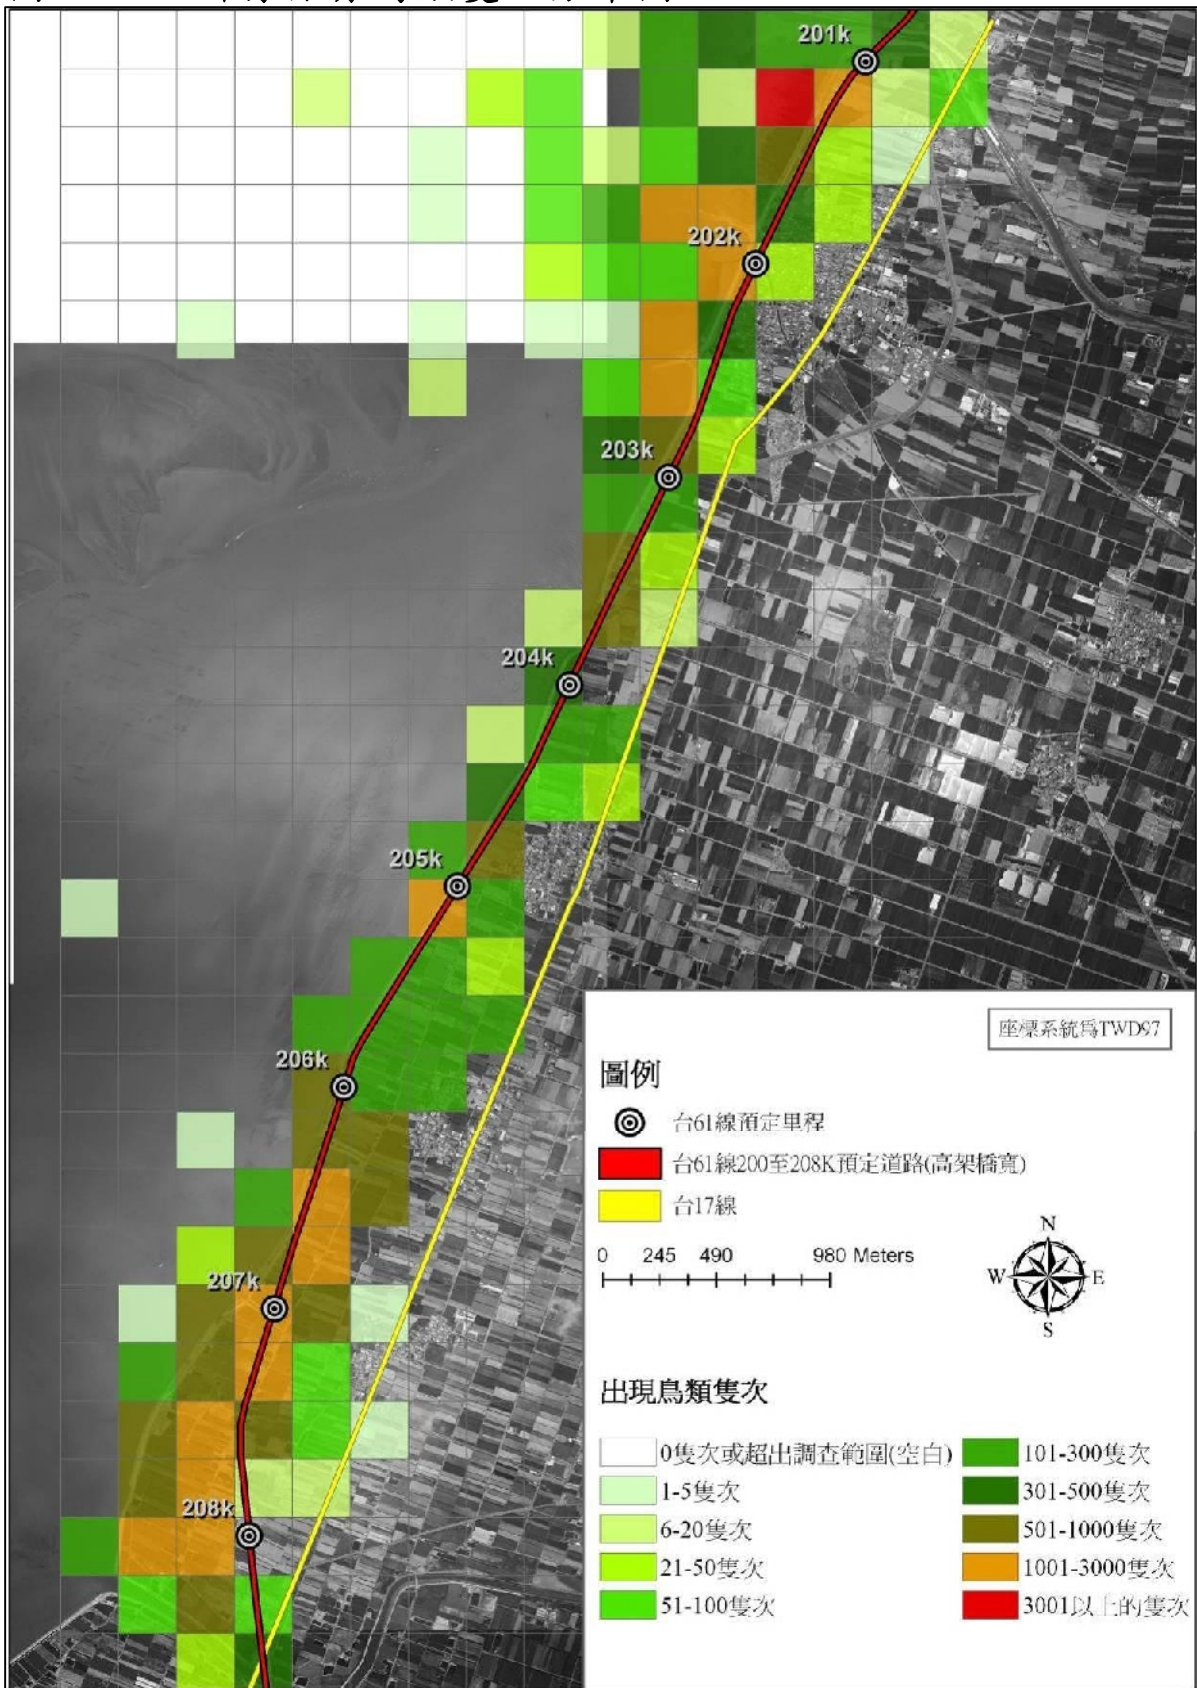 201k
202k
203k
204k
205k
206k
207k
208k
座標系統爲TWD97
圖例
台61線預定里程
台61線200至208K預定道路(高架橋寬)
台17線
0 245 490 980 Meters
N
W E
S
出現鳥類隻次
0隻次或超出調查範圍(空白)
1-5隻次
6-20隻次
21-50隻次
51-100隻次
101-300隻次
301-500隻次
501-1000隻次
1001-3000隻次
3001以上的隻次